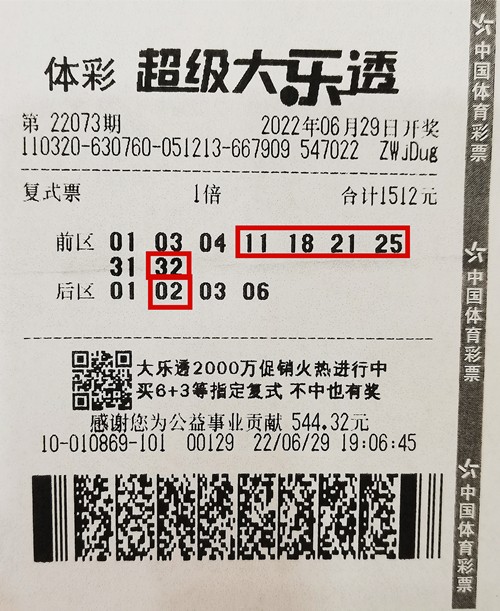 体彩 超级大乐透
第 22073期 2022年06月29日开奖
110320-630760-051213-667909 547022 ZWjDug
复式票 1倍 合计1512元
前区 01 03 04 11 18 21 25
31 32
后区 01 02 03 06
大乐透2000万促销火热进行中
买6+3等指定复式 不中也有奖
感谢您为公益事业贡献 544.32元
10-010869-101 00129 22/06/29 19:06:45
中国体育彩票
中国体育彩票
中国体育彩票